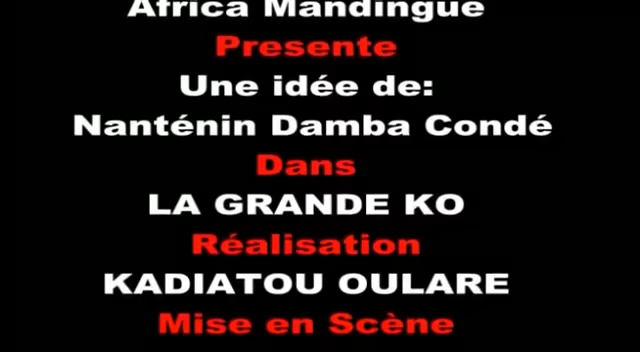 Africa Mandingue
Presente
Une idée de:
Nanténin Damba Condé
Dans
LA GRANDE KO
Réalisation
KADIATOU OULARE
Mise en Scène